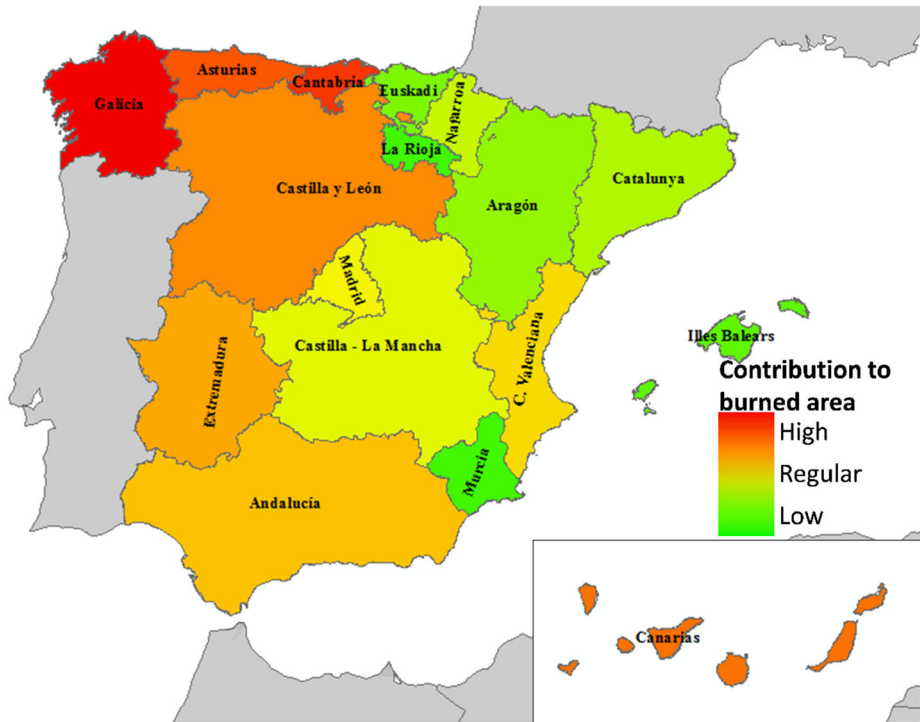 Galicia
Asturias
Cantabria
Euskadi
Nafarroa
La Rioja
Castilla y León
Aragón
Catalunya
Madrid
Castilla - La Mancha
Extremadura
C. Valenciana
Illes Balears
Murcia
Andalucía
Contribution to
burned area
High
Regular
Low
Canarias